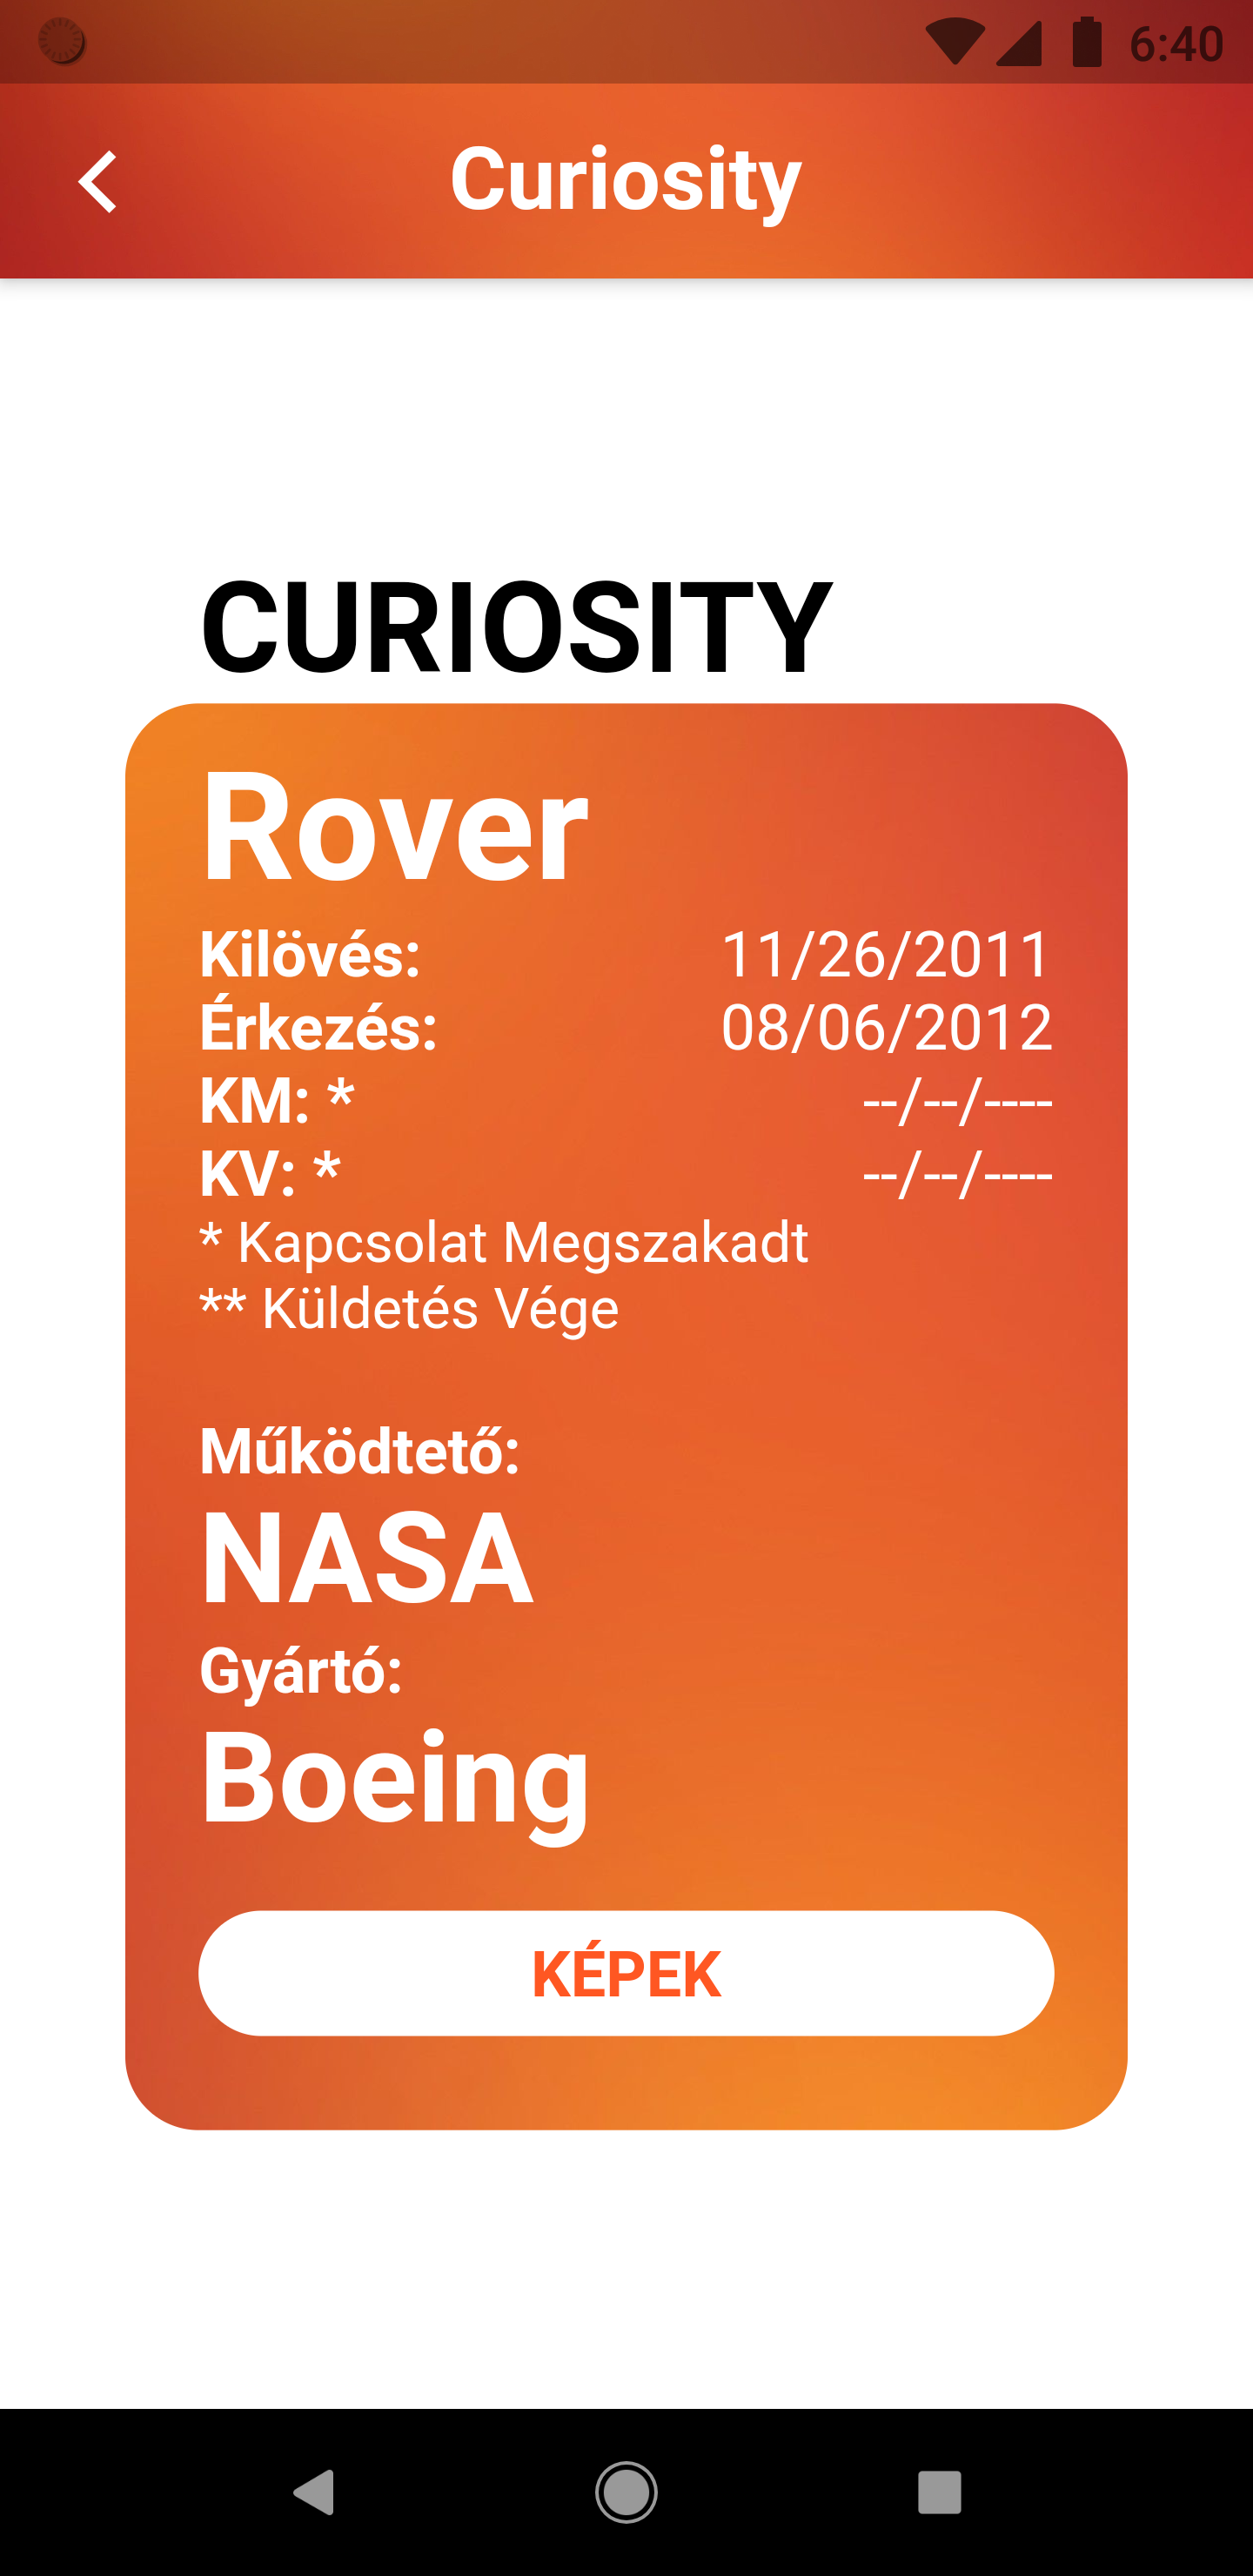 6:40
Curiosity
CURIOSITY
Rover
Kilövés: 11/26/2011
Érkezés: 08/06/2012
KM: * --/--/----
KV: * --/--/----
* Kapcsolat Megszakadt
** Küldetés Vége
Működtető:
NASA
Gyártó:
Boeing
KÉPEK